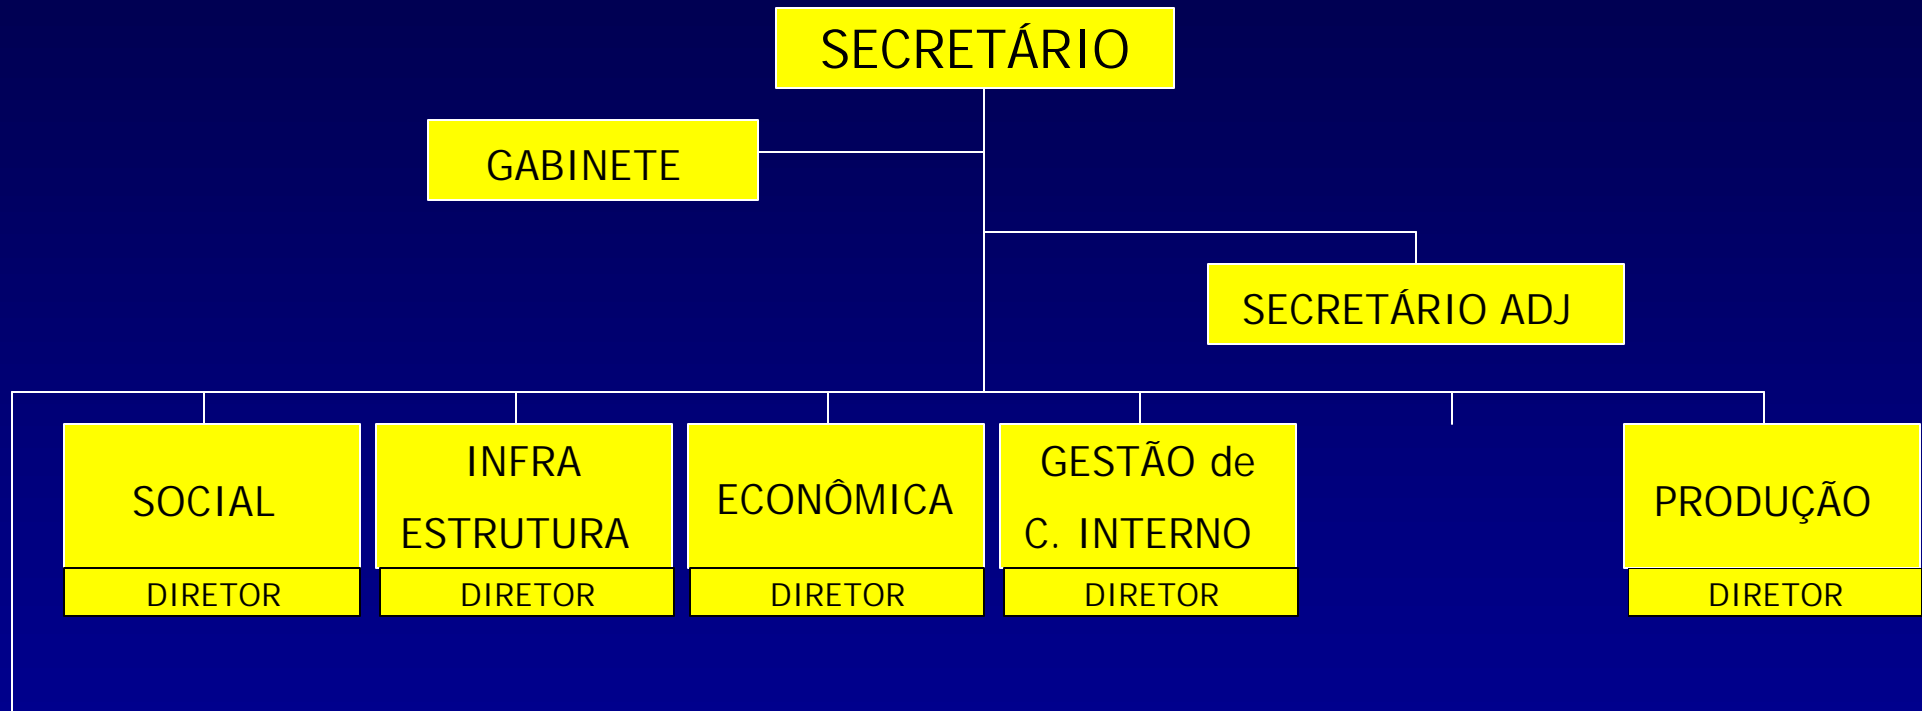 SECRETÁRIO
GABINETE
SECRETÁRIO ADJ
SOCIAL
DIRETOR
INFRA
ESTRUTURA
DIRETOR
ECONÔMICA
DIRETOR
GESTÃO de
C. INTERNO
DIRETOR
PRODUÇÃO
DIRETOR